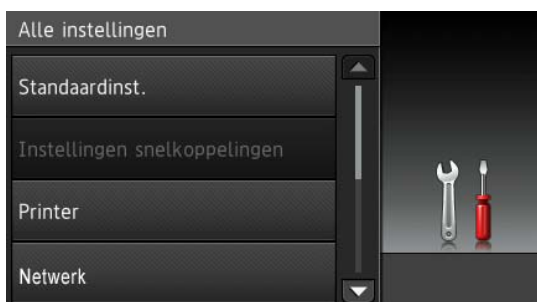 Alle instellingen
Standaardinst.
Instellingen snelkoppelingen
Printer
Netwerk